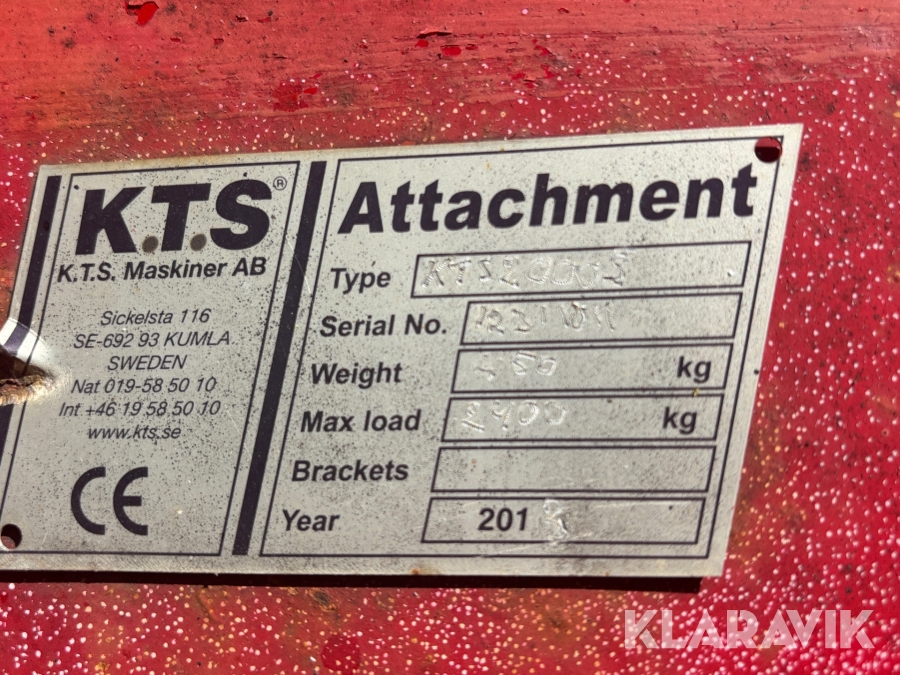 K.T.S®
K.T.S. Maskiner AB
Sickelsta 116
SE-692 93 KUMLA
SWEDEN
Nat 019-58 50 10
Int +46 19 58 50 10
www.kts.se
CE
Attachment
Type
Serial No.
Weight kg
Max load kg
Brackets
Year 201
KLARAVIK